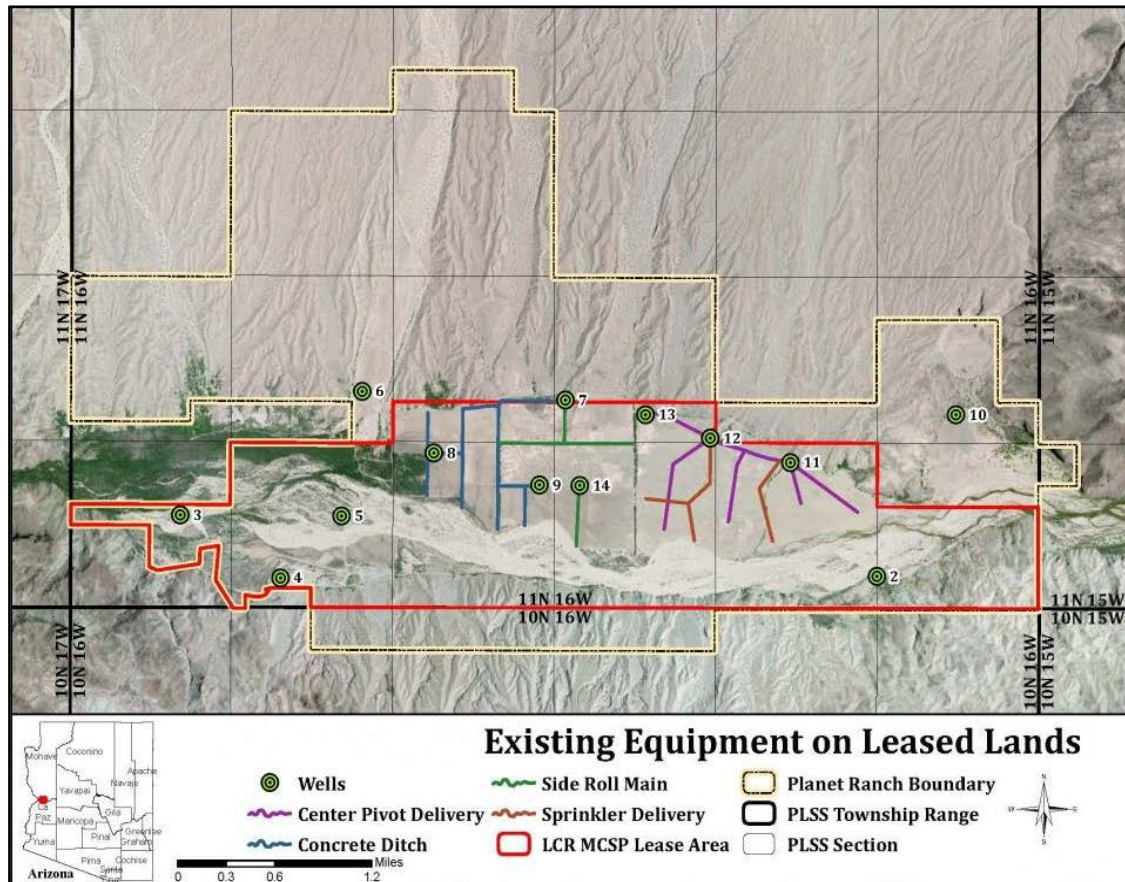 6
7
13
10
12
8
11
9
14
3
5
4
2
11N 17W
11N 16W
11N 16W
11N 15W
11N 16W
10N 16W
11N 15W
10N 15W
10N 17W
10N 16W
10N 16W
10N 15W
Existing Equipment on Leased Lands
Wells
Side Roll Main
Planet Ranch Boundary
Center Pivot Delivery
Sprinkler Delivery
PLSS Township Range
Concrete Ditch
LCR MCSP Lease Area
PLSS Section
Miles
0 0.3 0.6 1.2
N
W E
S
Mohave
Coconino
Navajo
Apache
Yavapai
La
Paz
Gila
Maricopa
Greenlee
Pinal
Graham
Yuma
Pima
Cochise
Santa
Cruz
Arizona